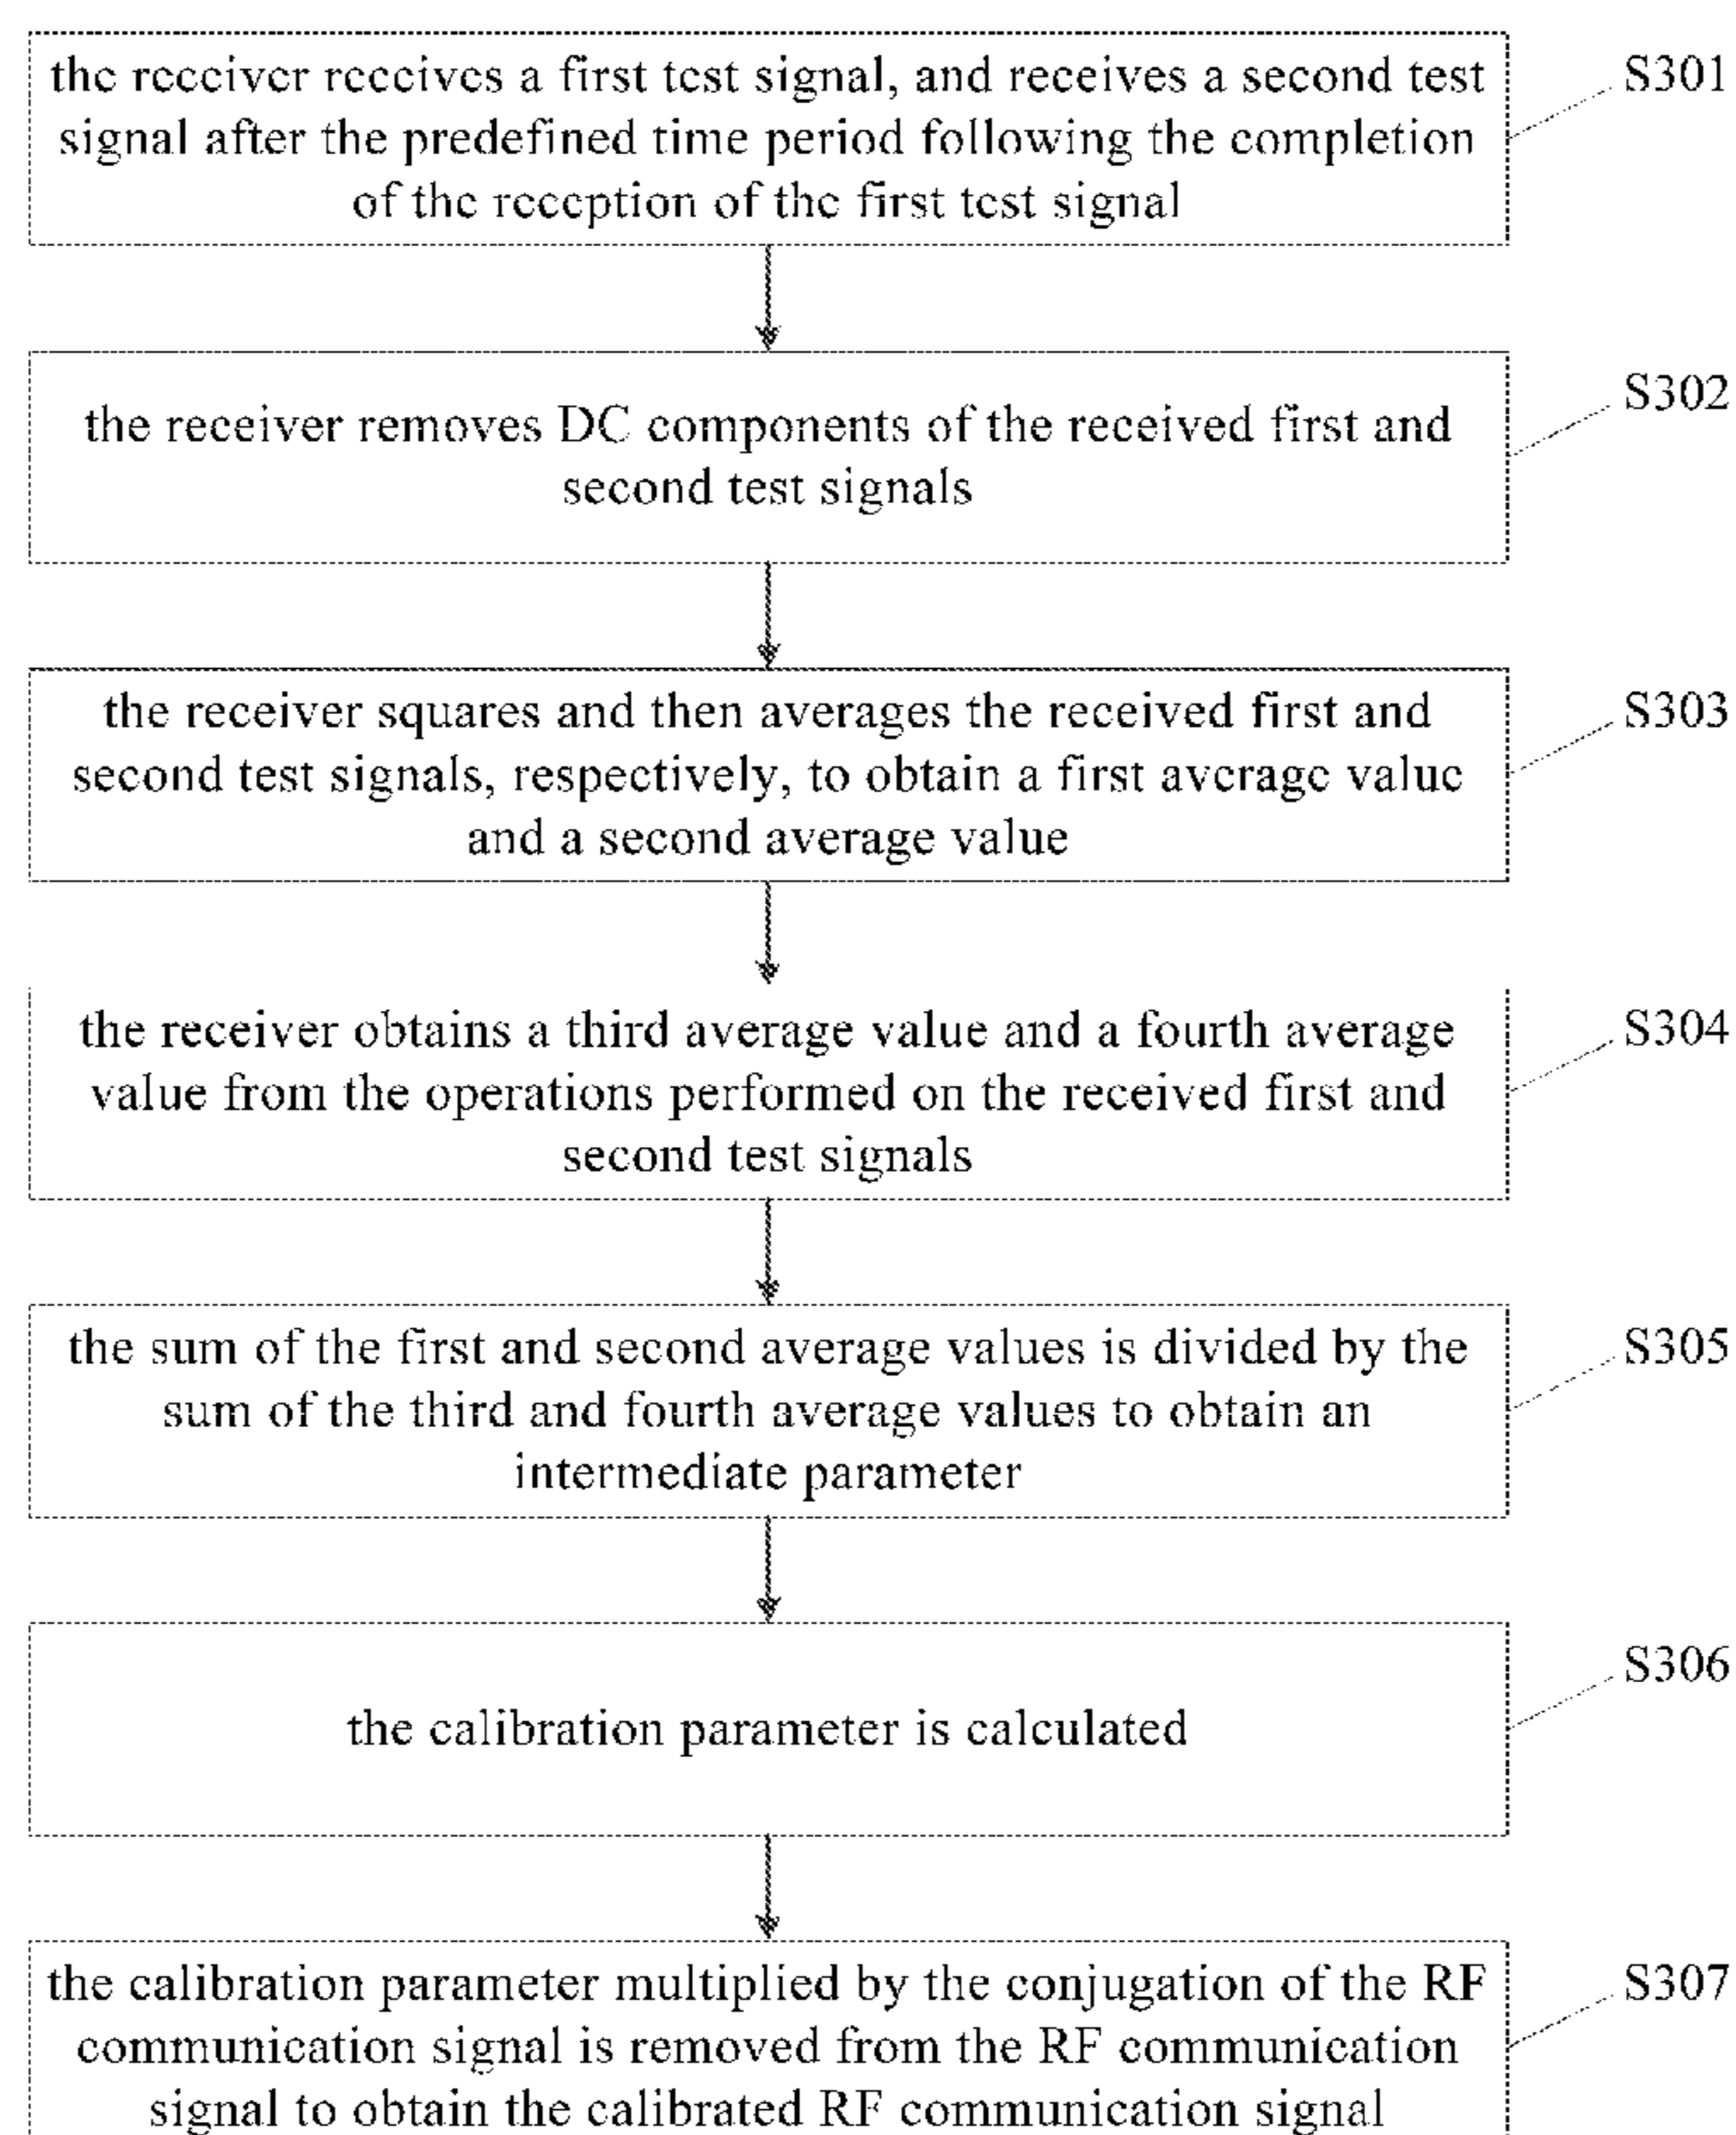 the receiver receives a first test signal, and receives a second test
signal after the predefined time period following the completion
of the reception of the first test signal
S301
the receiver removes DC components of the received first and
second test signals
S302
the receiver squares and then averages the received first and
second test signals, respectively, to obtain a first average value
and a second average value
S303
the receiver obtains a third average value and a fourth average
value from the operations performed on the received first and
second test signals
S304
the sum of the first and second average values is divided by the
sum of the third and fourth average values to obtain an
intermediate parameter
S305
the calibration parameter is calculated
S306
the calibration parameter multiplied by the conjugation of the RF
communication signal is removed from the RF communication
signal to obtain the calibrated RF communication signal
S307